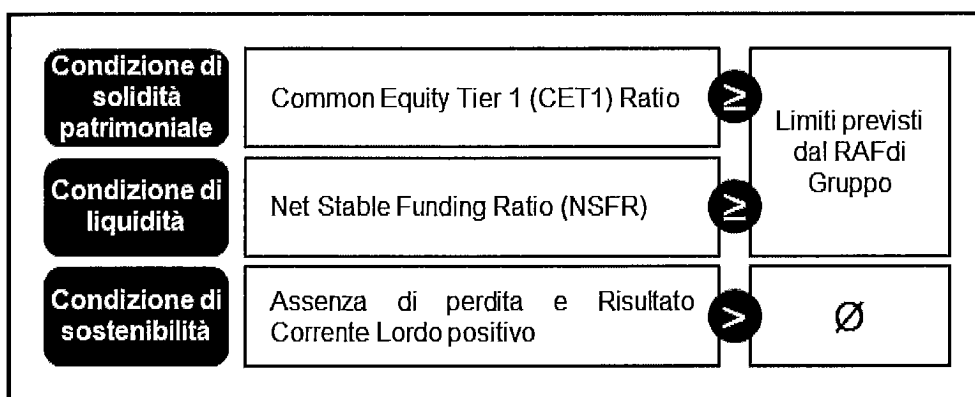 Condizione di
solidità
patrimoniale
Common Equity Tier 1 (CET1) Ratio
≥
Limiti previsti
dal RAFdi
Gruppo
Condizione di
liquidità
Net Stable Funding Ratio (NSFR)
≥
Condizione di
sostenibilità
Assenza di perdita e Risultato
Corrente Lordo positivo
>
Ø